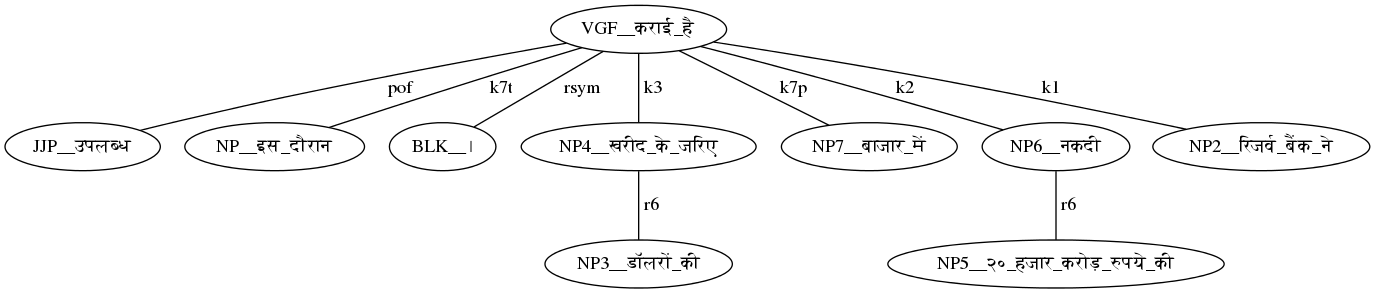 VGF__कराई_है
pof k7t rsym k3 k7p k2 k1
JJP__उपलब्ध NP__इस_दौरान BLK__। NP4__खरीद_के_जरिए NP7__बाजार_में NP6__नकदी NP2__रिजर्व_बैंक_ने
r6 r6
NP3__डॉलरों_की NP5__२०_हजार_करोड़_रुपये_की